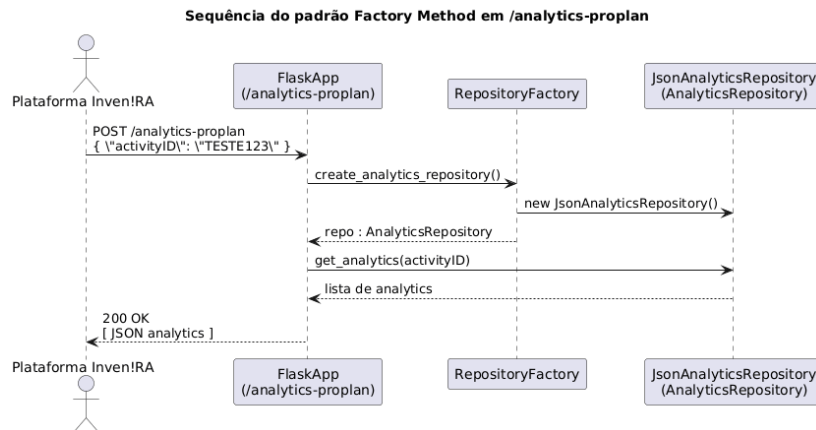 Sequência do padrão Factory Method em /analytics-proplan
Plataforma Inven!RA
FlaskApp
(/analytics-proplan)
RepositoryFactory
JsonAnalyticsRepository
(AnalyticsRepository)
POST /analytics-proplan
{ \"activityID\": \"TESTE123\" }
create_analytics_repository()
new JsonAnalyticsRepository()
repo : AnalyticsRepository
get_analytics(activityID)
lista de analytics
200 OK
[ JSON analytics ]
Plataforma Inven!RA
FlaskApp
(/analytics-proplan)
RepositoryFactory
JsonAnalyticsRepository
(AnalyticsRepository)